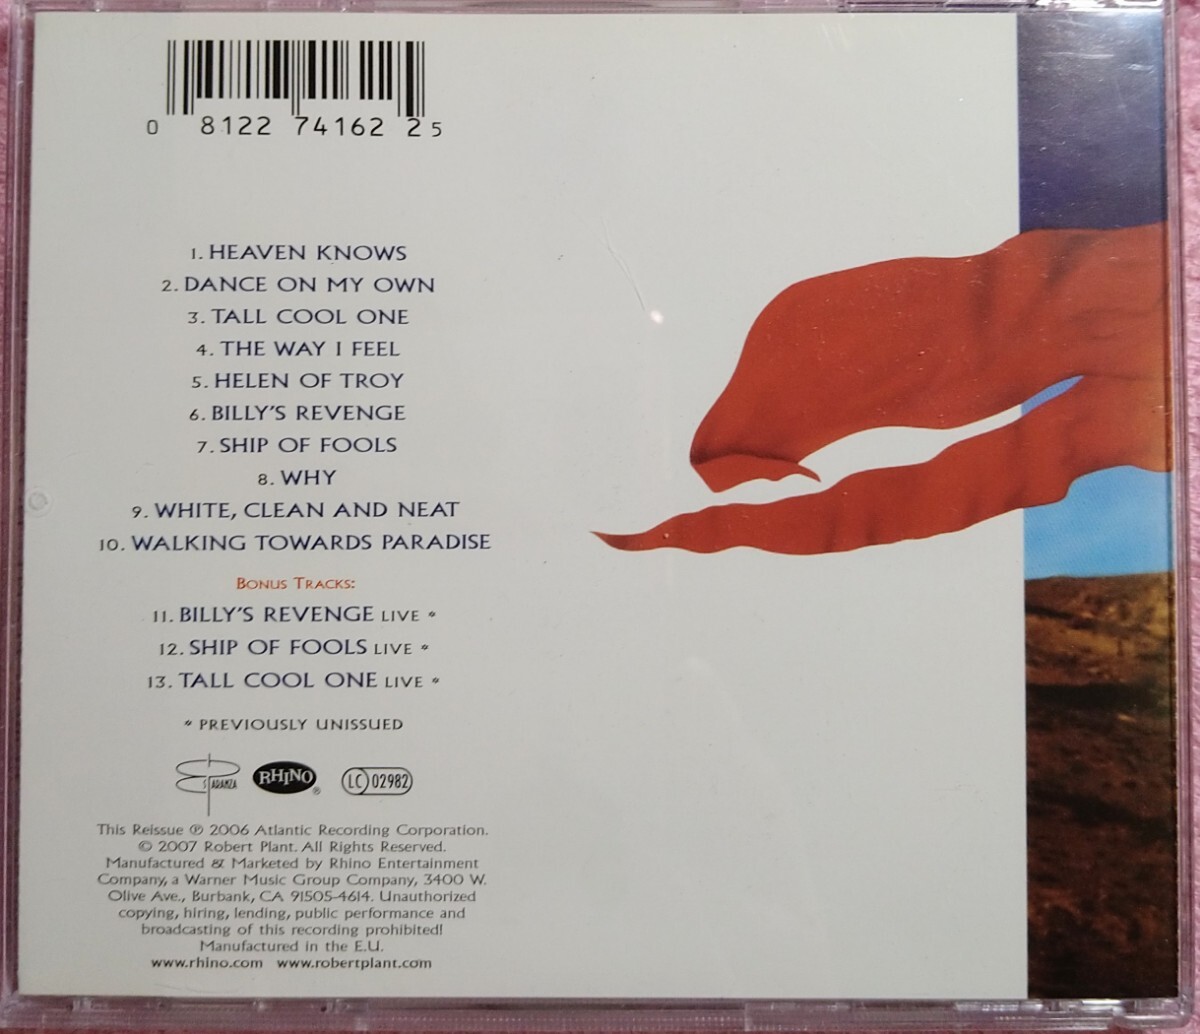 0 8122 74162 2 5
1. HEAVEN KNOWS
2. DANCE ON MY OWN
3. TALL COOL ONE
4. THE WAY I FEEL
5. HELEN OF TROY
6. BILLY'S REVENGE
7. SHIP OF FOOLS
8. WHY
9. WHITE, CLEAN AND NEAT
10. WALKING TOWARDS PARADISE
BONUS TRACKS:
11. BILLY'S REVENGE LIVE *
12. SHIP OF FOOLS LIVE *
13. TALL COOL ONE LIVE *
* PREVIOUSLY UNISSUED
ES PARANZA RHINO ® LC 02982
This Reissue ℗ 2006 Atlantic Recording Corporation.
© 2007 Robert Plant. All Rights Reserved.
Manufactured & Marketed by Rhino Entertainment
Company, a Warner Music Group Company, 3400 W.
Olive Ave., Burbank, CA 91505-4614. Unauthorized
copying, hiring, lending, public performance and
broadcasting of this recording prohibited!
Manufactured in the E.U.
www.rhino.com www.robertplant.com